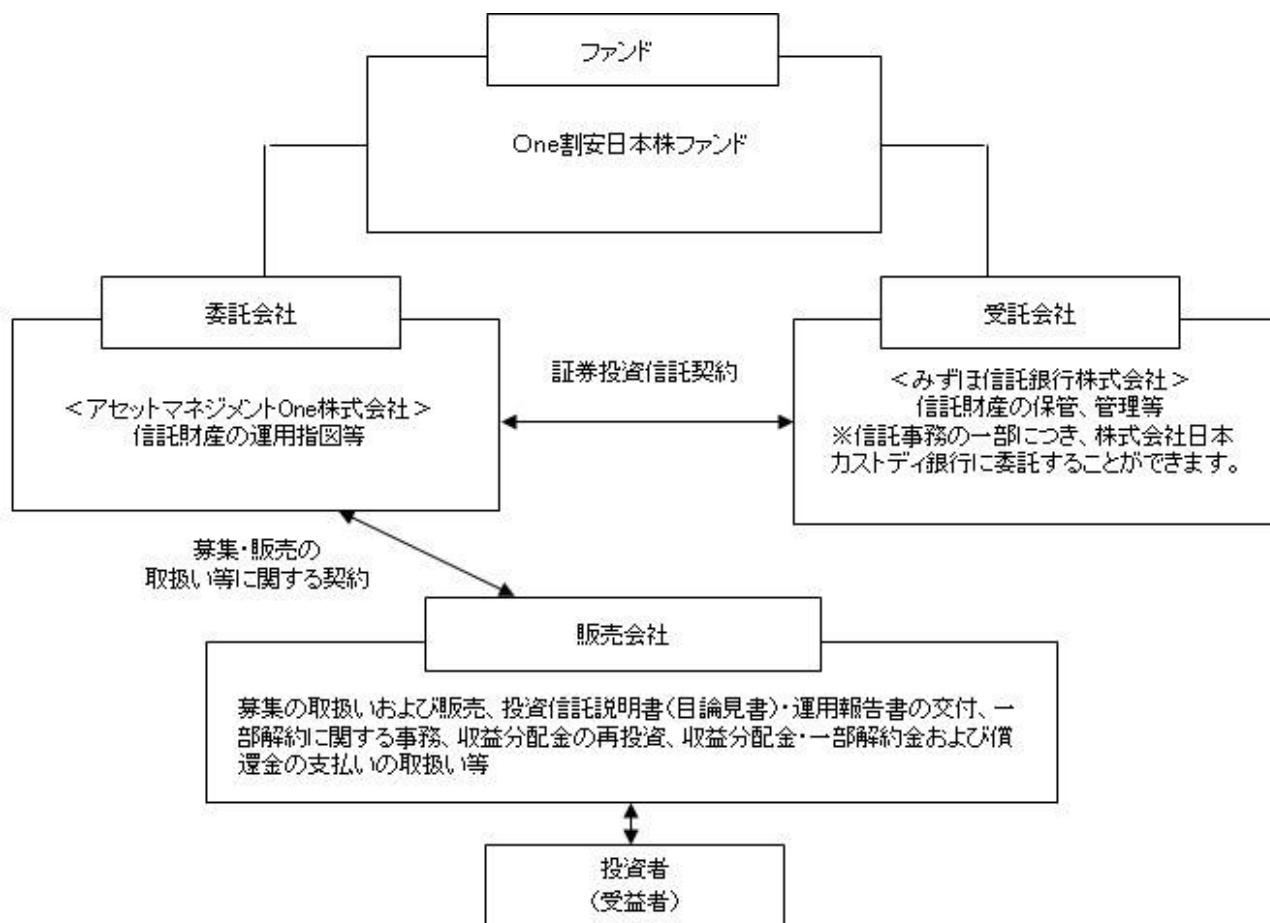 ファンド
One割安日本株ファンド
委託会社
<アセットマネジメントOne株式会社>
信託財産の運用指図等
証券投資信託契約
受託会社
<みずほ信託銀行株式会社>
信託財産の保管、管理等
※信託事務の一部につき、株式会社日本
カストディ銀行に委託することができます。
募集・販売の
取扱い等に関する契約
販売会社
募集の取扱いおよび販売、投資信託説明書(目論見書)・運用報告書の交付、一
部解約に関する事務、収益分配金の再投資、収益分配金・一部解約金および償
還金の支払いの取扱い等
投資者
(受益者)